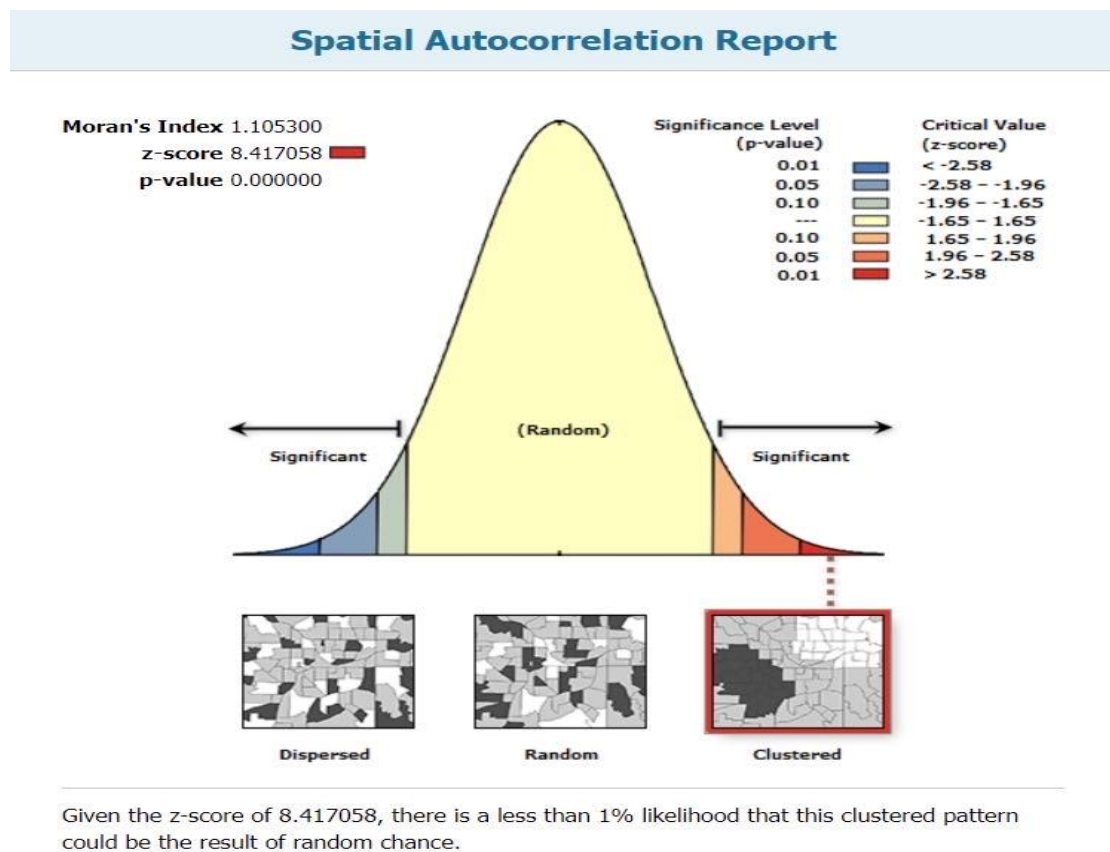 Spatial Autocorrelation Report
Moran's Index 1.105300
z-score 8.417058
p-value 0.000000
Significance Level
(p-value)
Critical Value
(z-score)
0.01 < -2.58
0.05 -2.58 – -1.96
0.10 -1.96 – -1.65
--- -1.65 – 1.65
0.10 1.65 – 1.96
0.05 1.96 – 2.58
0.01 > 2.58
(Random)
Significant
Significant
Dispersed
Random
Clustered
Given the z-score of 8.417058, there is a less than 1% likelihood that this clustered pattern
could be the result of random chance.